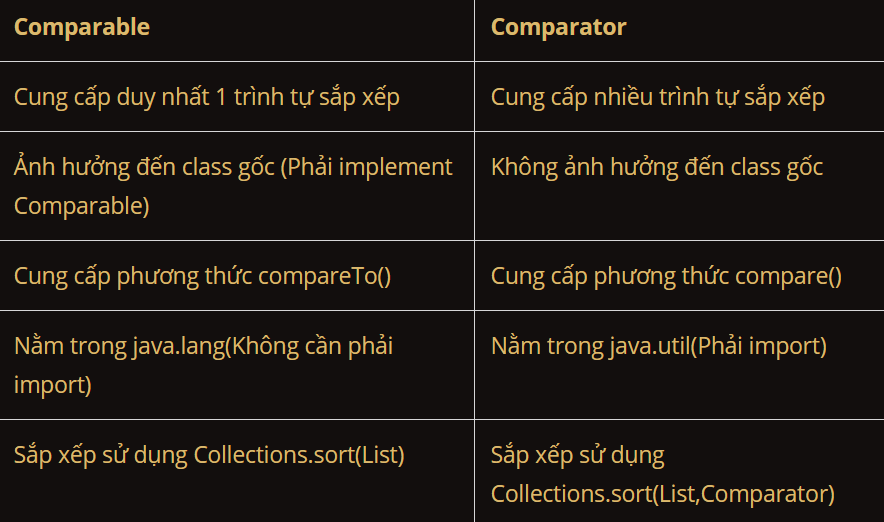 Comparable
Comparator
Cung cấp duy nhất 1 trình tự sắp xếp
Cung cấp nhiều trình tự sắp xếp
Ảnh hưởng đến class gốc (Phải implement
Comparable)
Không ảnh hưởng đến class gốc
Cung cấp phương thức compareTo()
Cung cấp phương thức compare()
Nằm trong java.lang(Không cần phải
import)
Nằm trong java.util(Phải import)
Sắp xếp sử dụng Collections.sort(List)
Sắp xếp sử dụng
Collections.sort(List,Comparator)